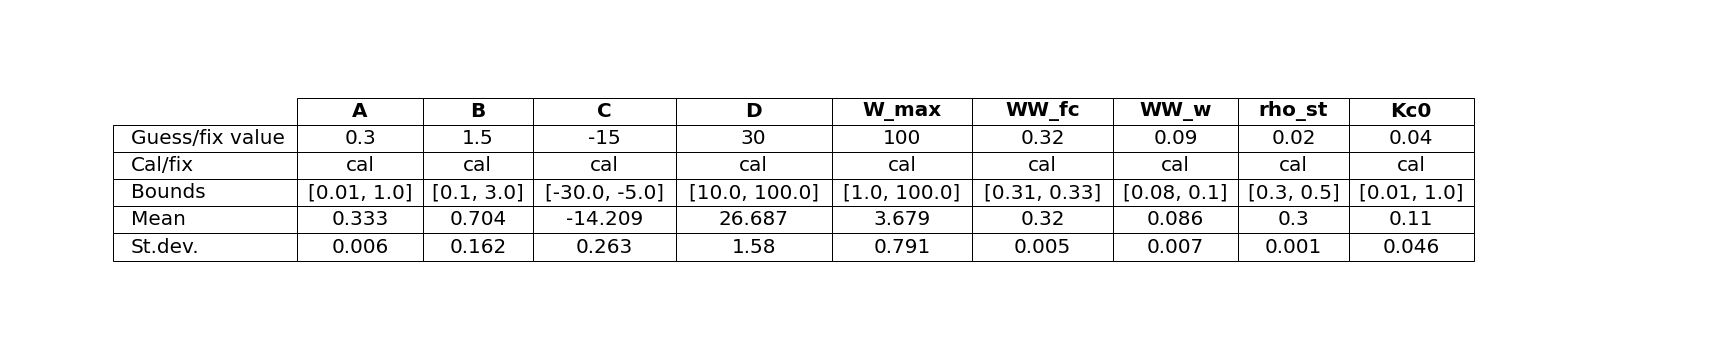 A B C D W_max WW_fc WW_w rho_st Kc0
Guess/fix value 0.3 1.5 -15 30 100 0.32 0.09 0.02 0.04
Cal/fix cal cal cal cal cal cal cal cal cal
Bounds [0.01, 1.0] [0.1, 3.0] [-30.0, -5.0] [10.0, 100.0] [1.0, 100.0] [0.31, 0.33] [0.08, 0.1] [0.3, 0.5] [0.01, 1.0]
Mean 0.333 0.704 -14.209 26.687 3.679 0.32 0.086 0.3 0.11
St.dev. 0.006 0.162 0.263 1.58 0.791 0.005 0.007 0.001 0.046